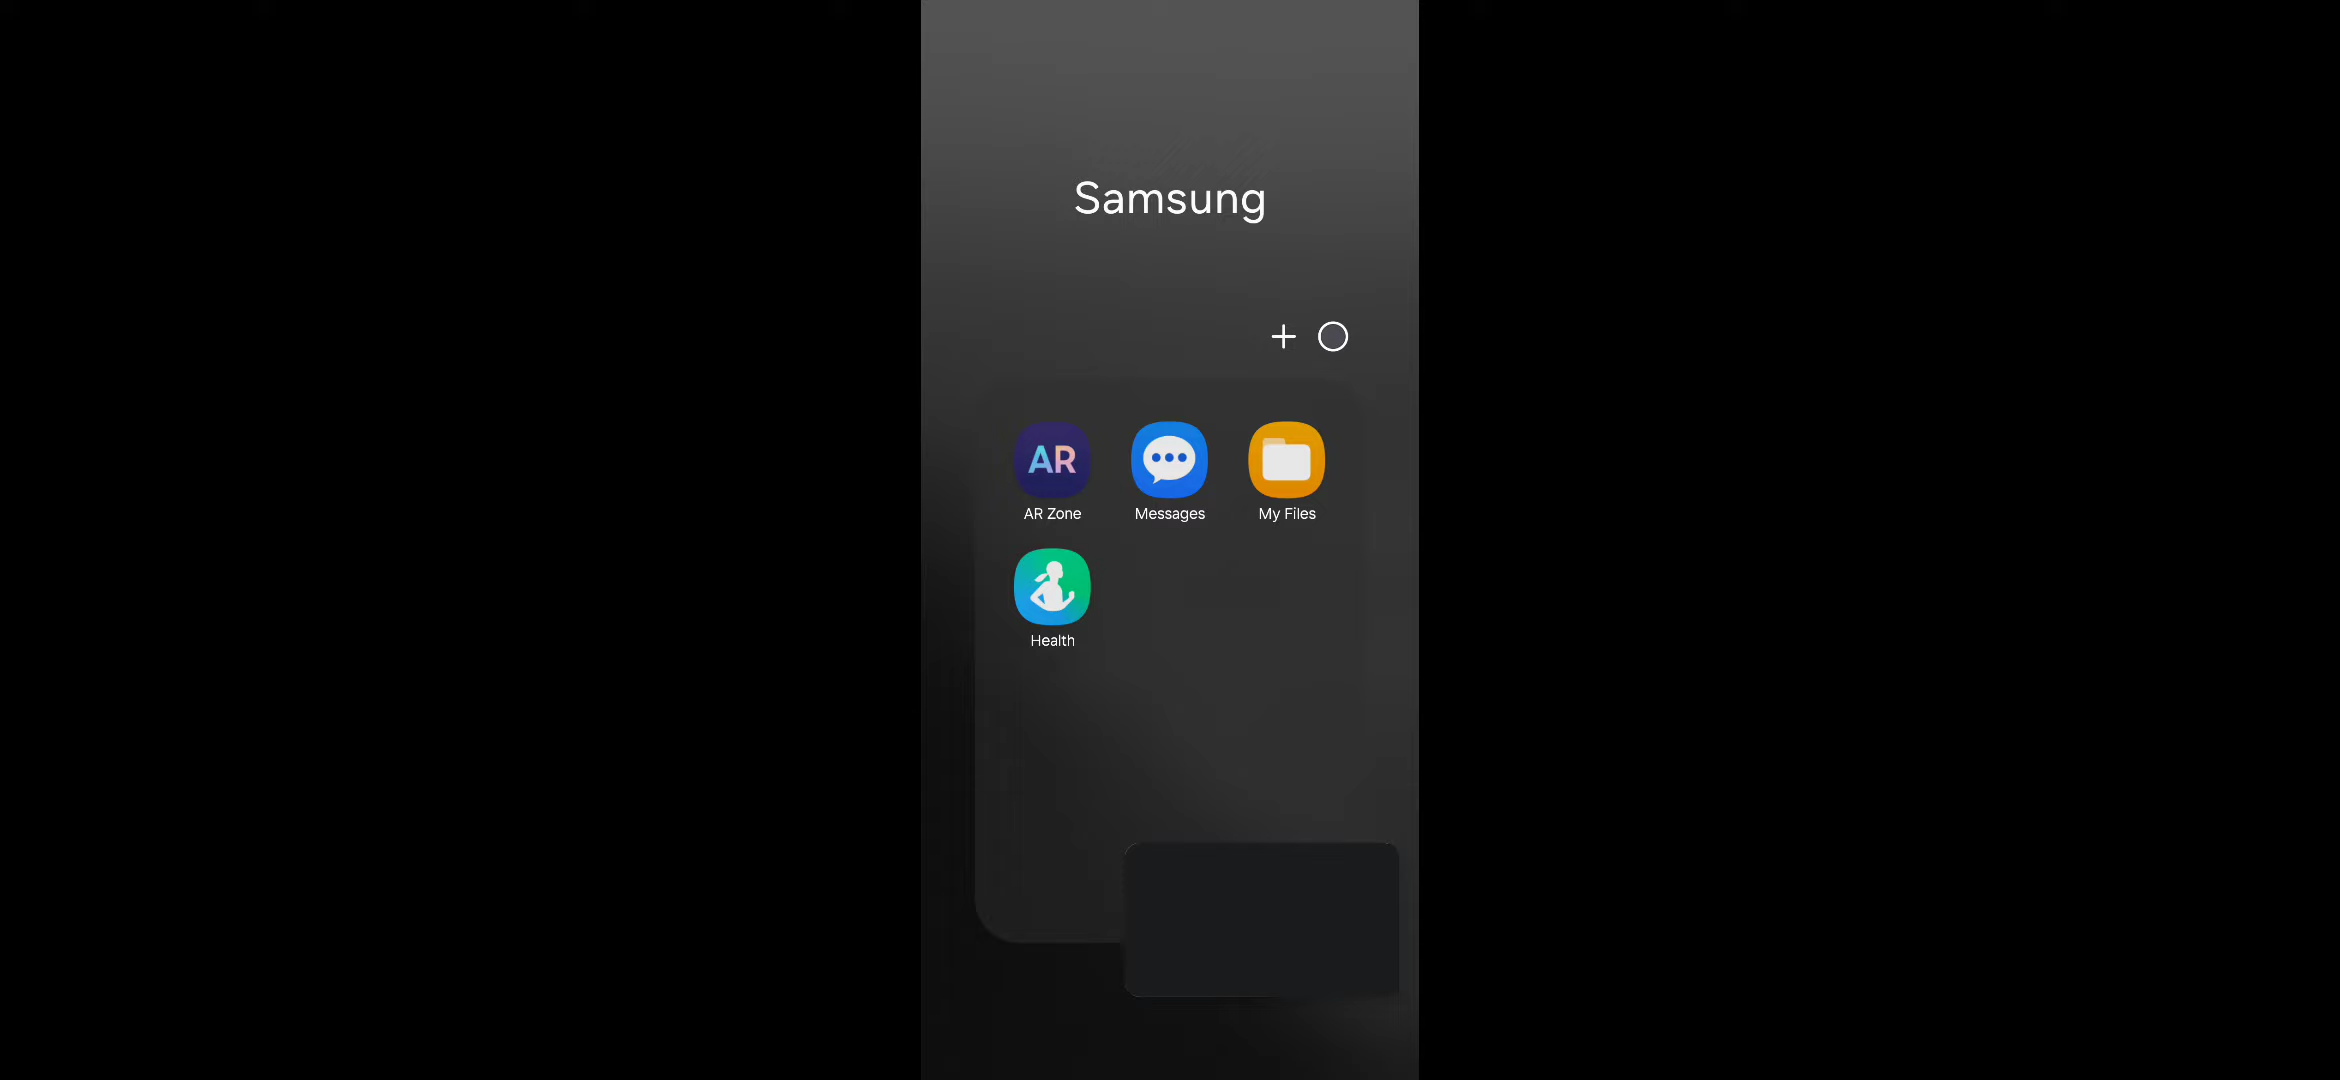 Samsung
AR
AR Zone
Messages
My Files
Health